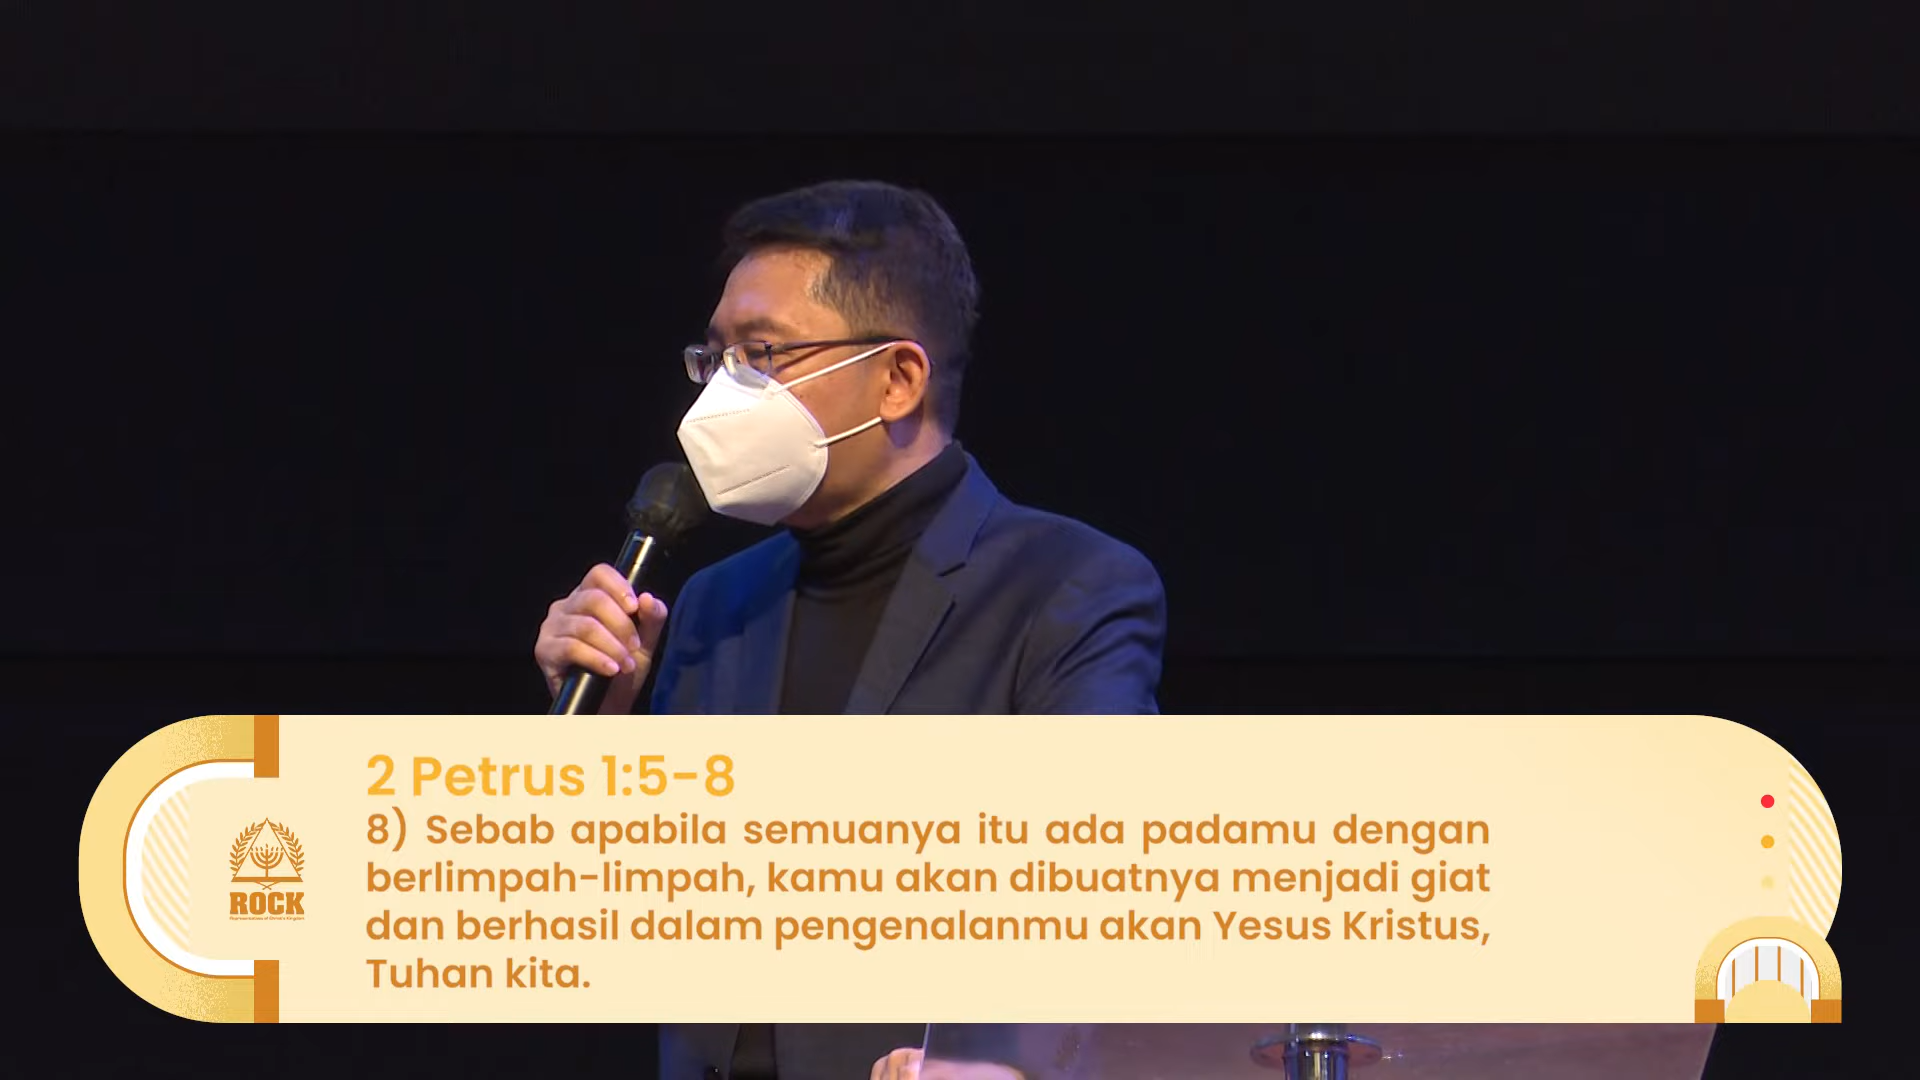 2 Petrus 1:5-8
8) Sebab apabila semuanya itu ada padamu dengan
berlimpah-limpah, kamu akan dibuatnya menjadi giat
dan berhasil dalam pengenalanmu akan Yesus Kristus,
Tuhan kita.
ROCK